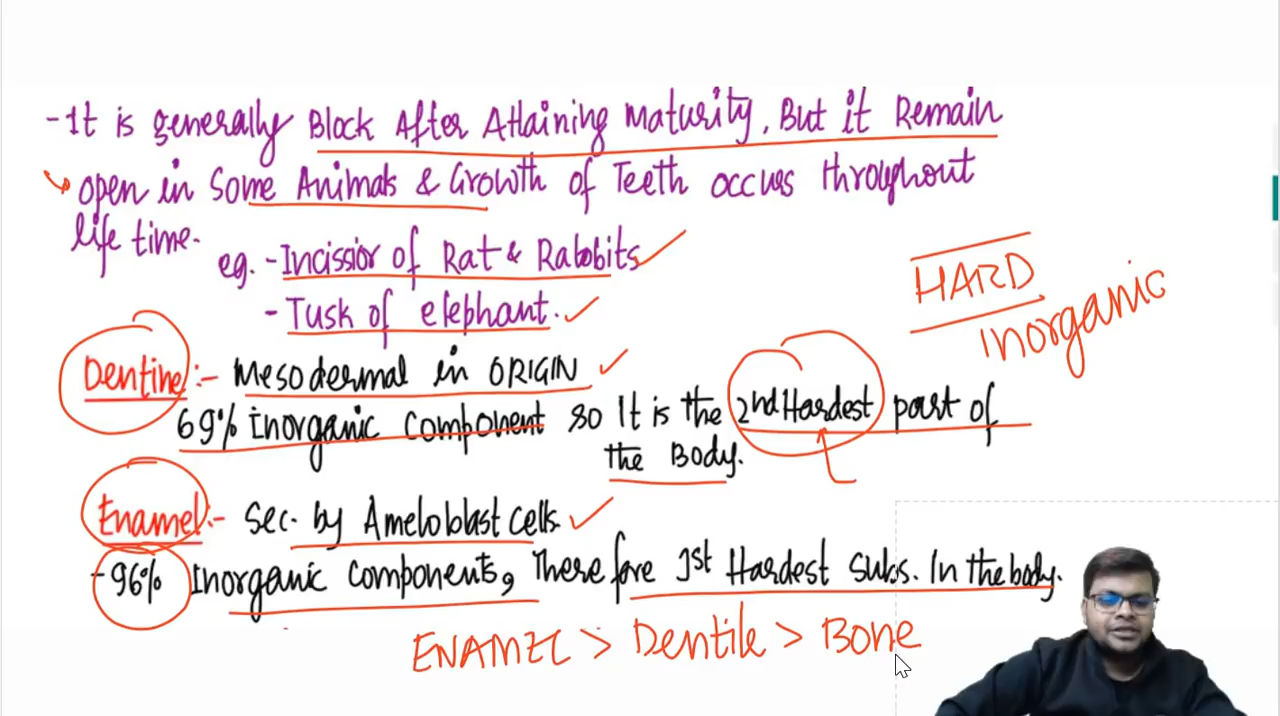 - It is generally Block After Attaining Maturity, But it Remain
open in Some Animals & Growth of Teeth occurs throughout
life time.
eg. - Incissior of Rat & Rabbits
- Tusk of elephant.
HARD
Inorganic
Dentine :- Mesodermal in ORIGIN
69% Inorganic component so It is the 2nd Hardest part of
the Body.
Enamel :- Sec. by Ameloblast cells
- 96% Inorganic Components, Therefore 1st Hardest Subs. In the body.
ENAMEL > Dentile > Bone